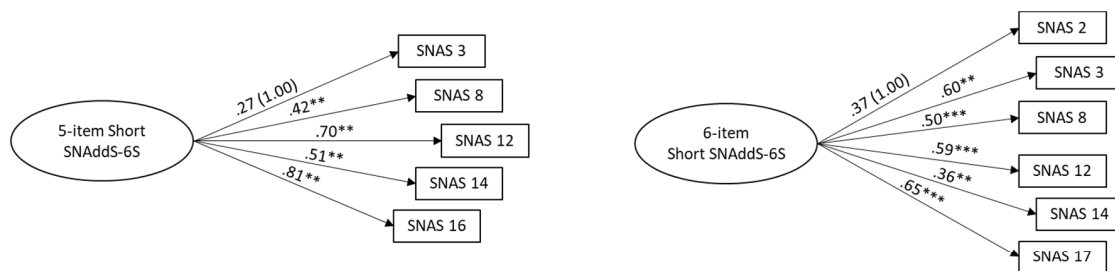 5-item Short
SNAddS-6S
.27 (1.00)
.42**
.70**
.51**
.81**
SNAS 3
SNAS 8
SNAS 12
SNAS 14
SNAS 16
6-item
Short SNAddS-6S
.37 (1.00)
.60**
.50***
.59***
.36**
.65***
SNAS 2
SNAS 3
SNAS 8
SNAS 12
SNAS 14
SNAS 17